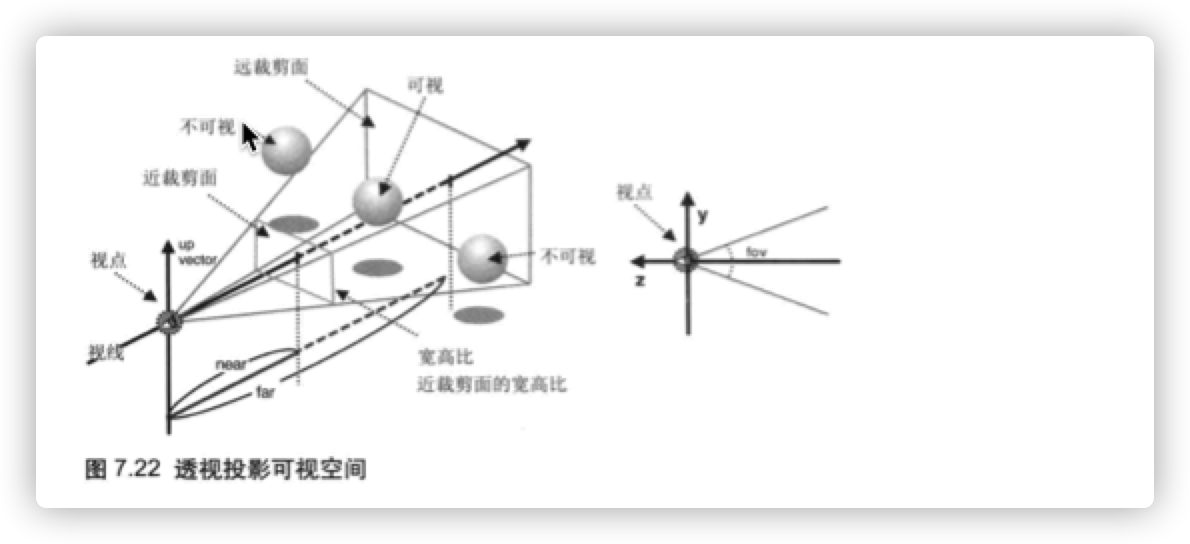 远裁剪面
可视
不可视
近裁剪面
视点
up
vector
视线
near
far
不可视
宽高比
近裁剪面的宽高比
视点
y
fov
z
图 7.22 透视投影可视空间